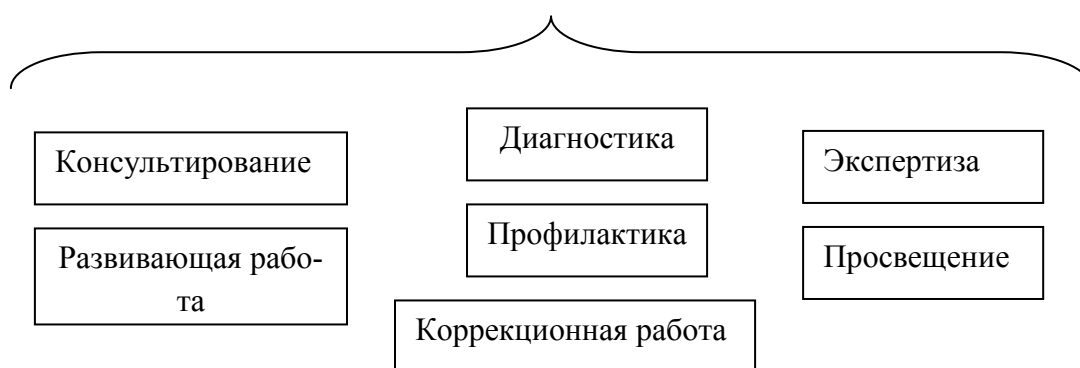 Консультирование
Развивающая рабо-
та
Диагностика
Профилактика
Коррекционная работа
Экспертиза
Просвещение